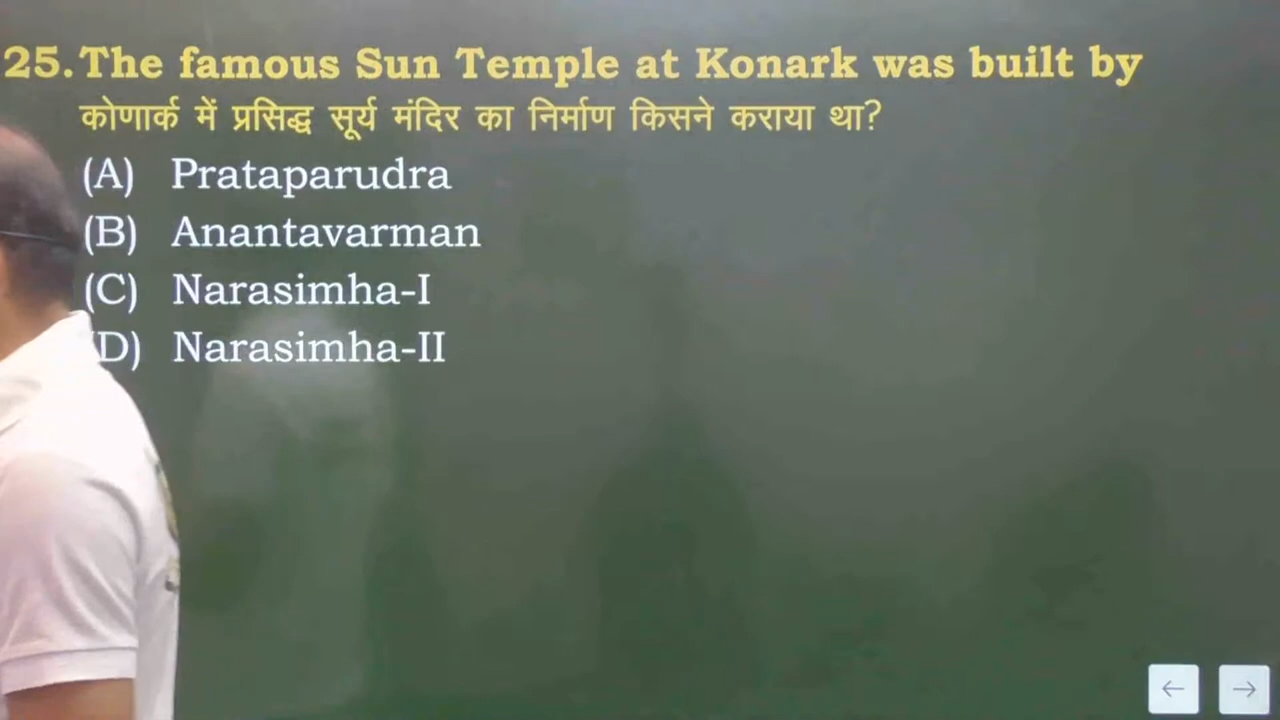 25. The famous Sun Temple at Konark was built by
कोणार्क में प्रसिद्ध सूर्य मंदिर का निर्माण किसने कराया था?
(A) Prataparudra
(B) Anantavarman
(C) Narasimha-I
(D) Narasimha-II